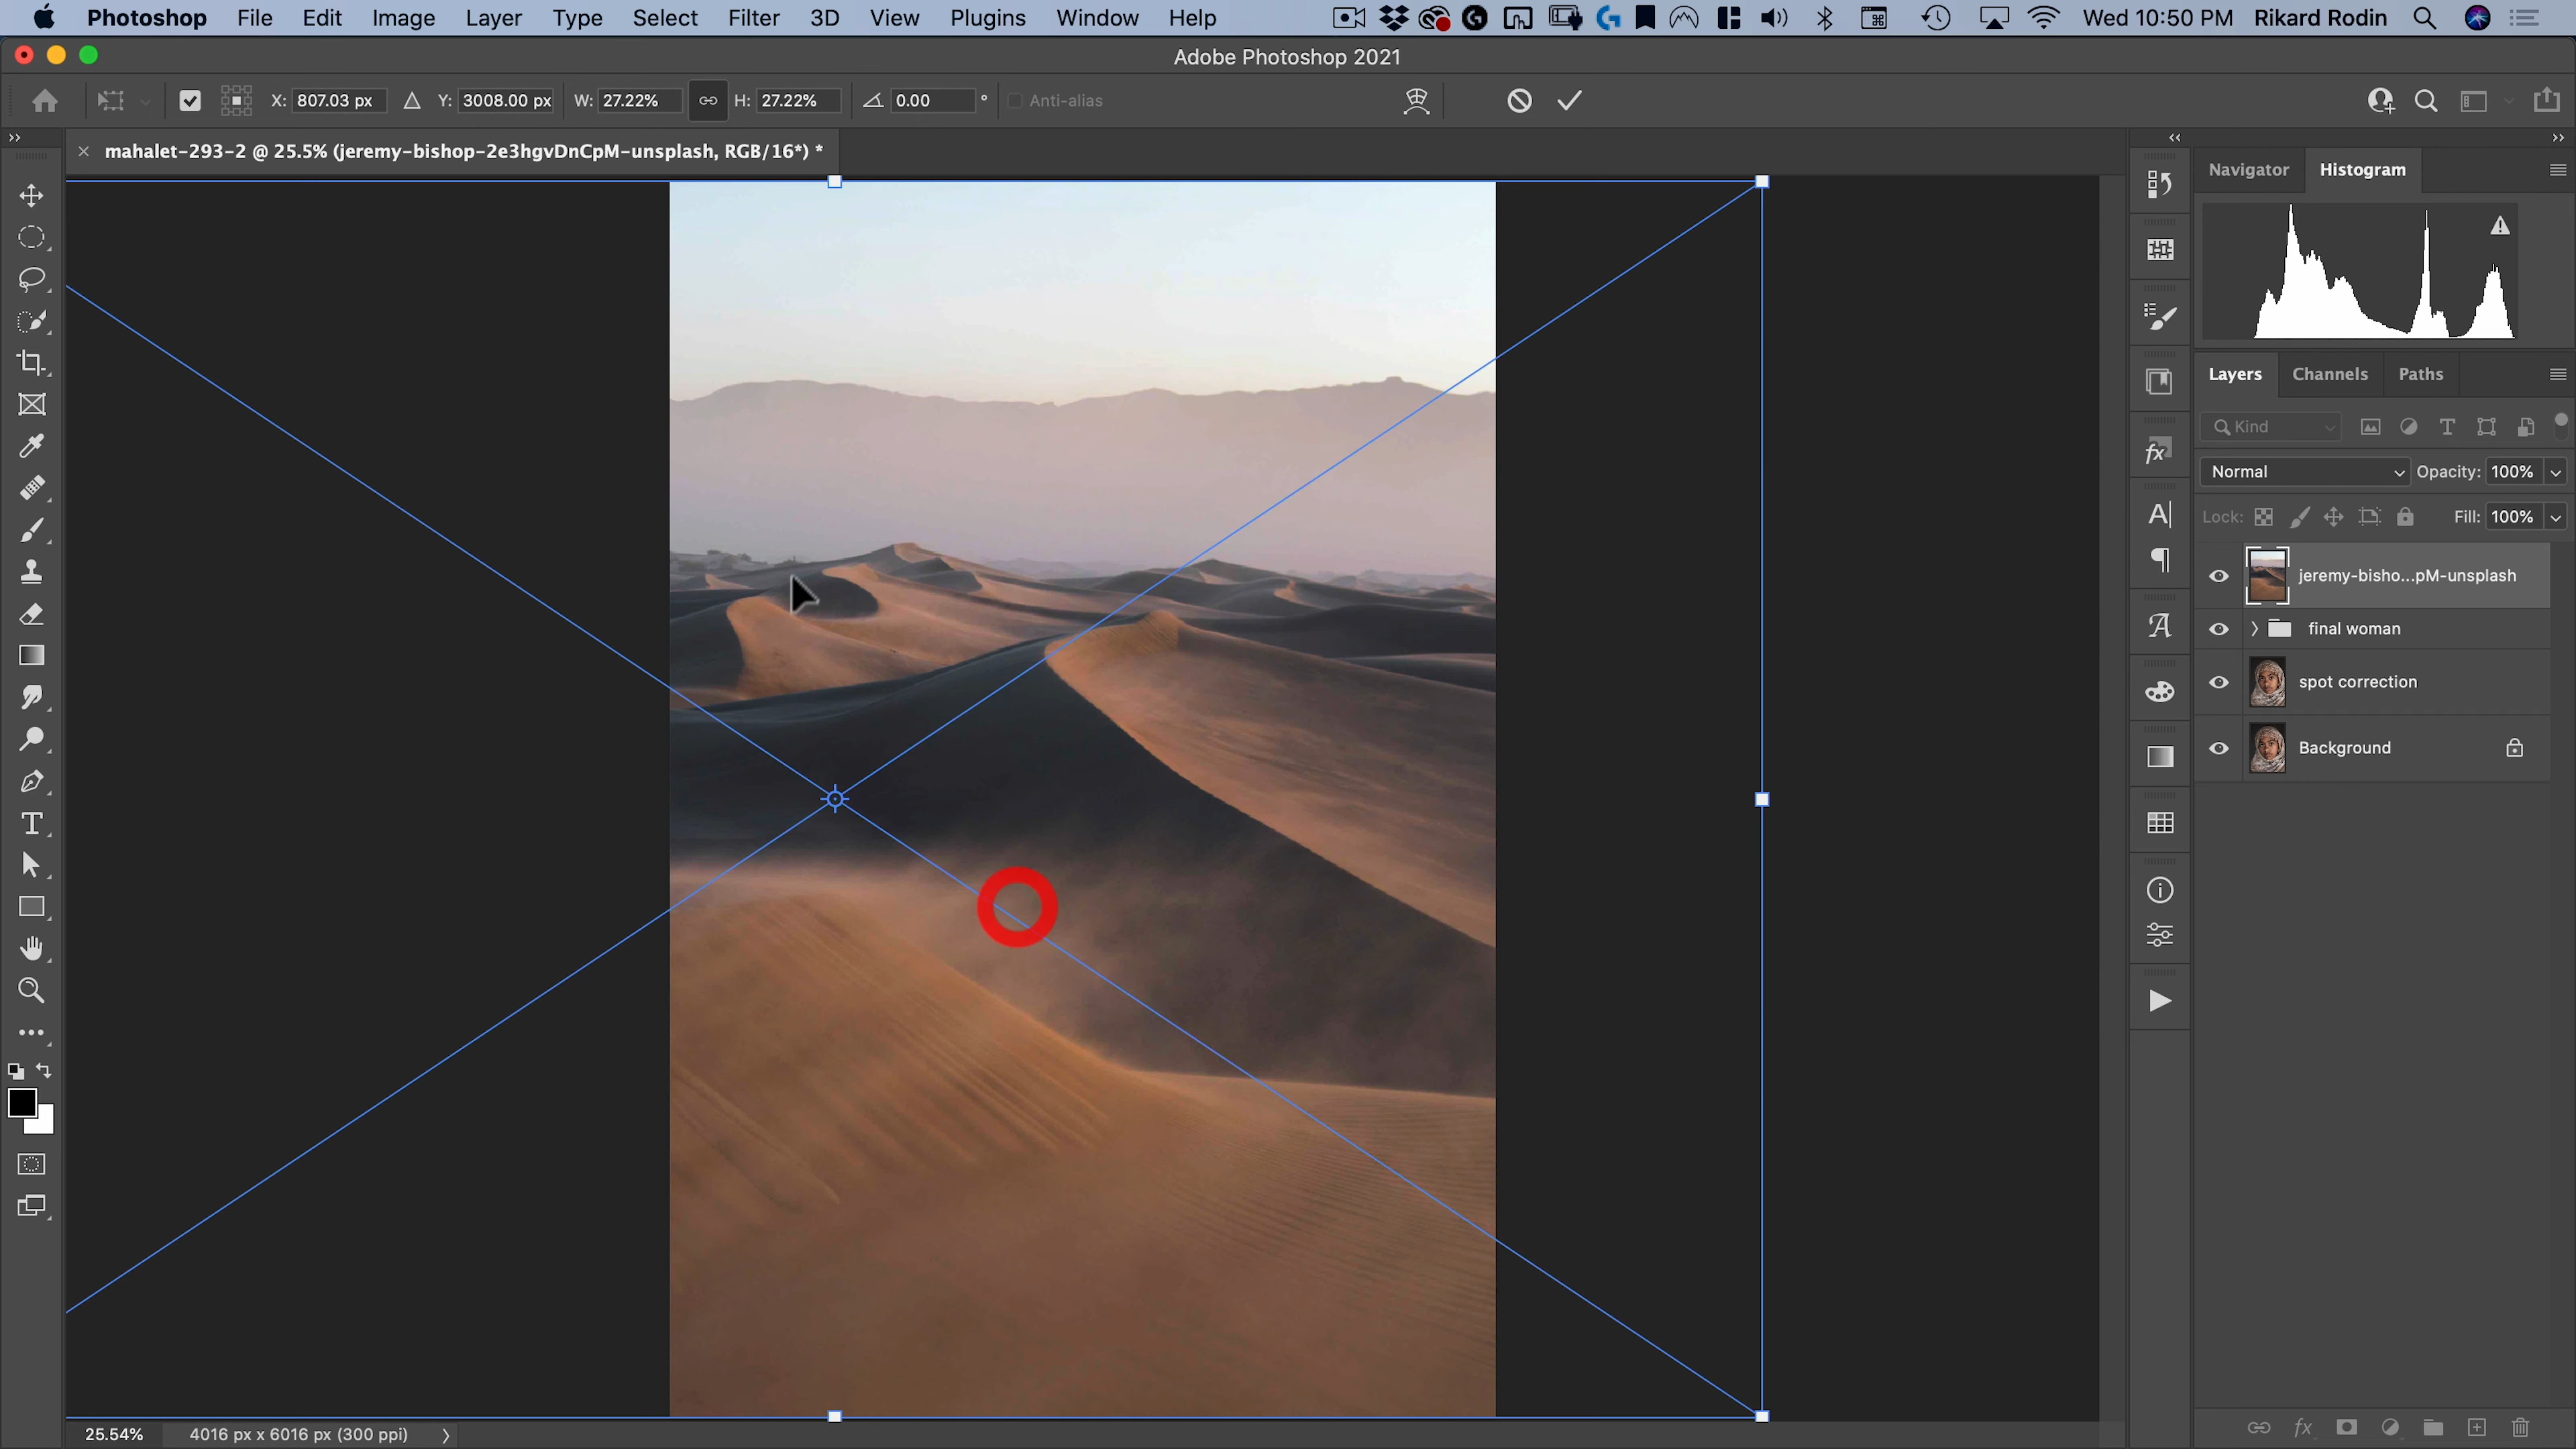 Photoshop File Edit Image Layer Type Select Filter 3D View Plugins Window Help Wed 10:50 PM Rikard Rodin
Adobe Photoshop 2021
X: 807.03 px Y: 3008.00 px W: 27.22% H: 27.22% 0.00 ° Anti-alias
mahalet-293-2 @ 25.5% (jeremy-bishop-2e3hgvDnCpM-unsplash, RGB/16*) *
Navigator Histogram
Layers Channels Paths
Kind
Normal Opacity: 100%
Lock: Fill: 100%
jeremy-bisho...pM-unsplash
final woman
spot correction
Background
25.54% 4016 px x 6016 px (300 ppi)